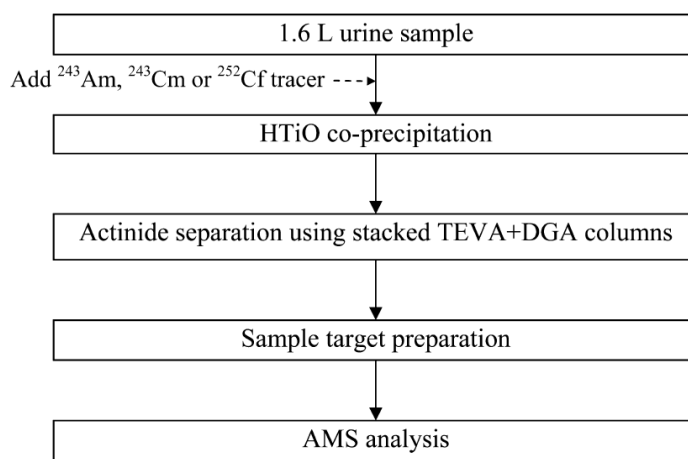 1.6 L urine sample
Add ²⁴³Am, ²⁴³Cm or ²⁵²Cf tracer
HTiO co-precipitation
Actinide separation using stacked TEVA+DGA columns
Sample target preparation
AMS analysis